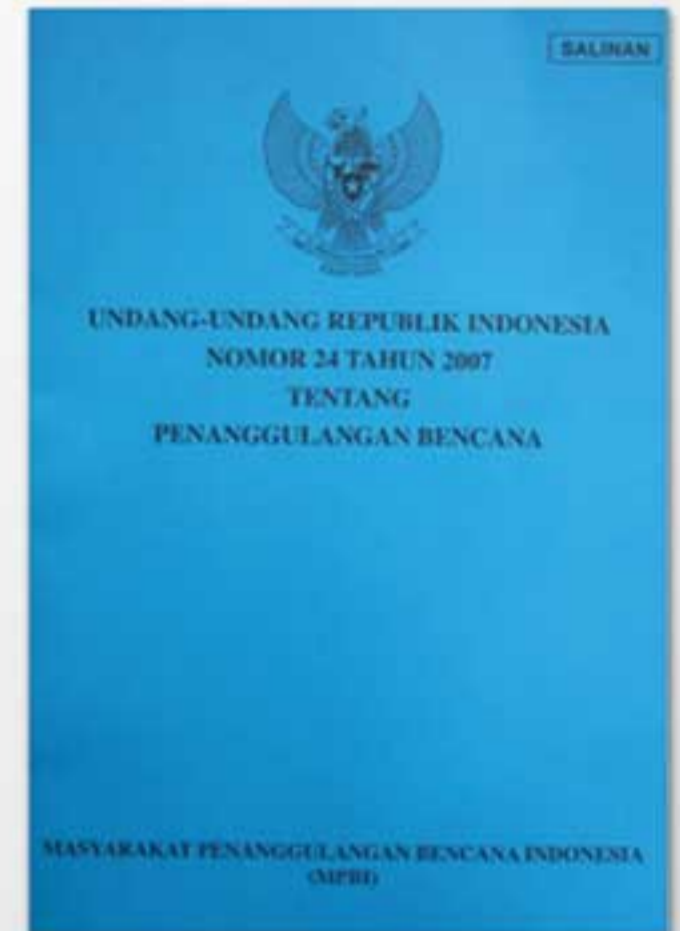 SALINAN
UNDANG-UNDANG REPUBLIK INDONESIA
NOMOR 24 TAHUN 2007
TENTANG
PENANGGULANGAN BENCANA
MASYARAKAT PENANGGULANGAN BENCANA INDONESIA
(MPBI)